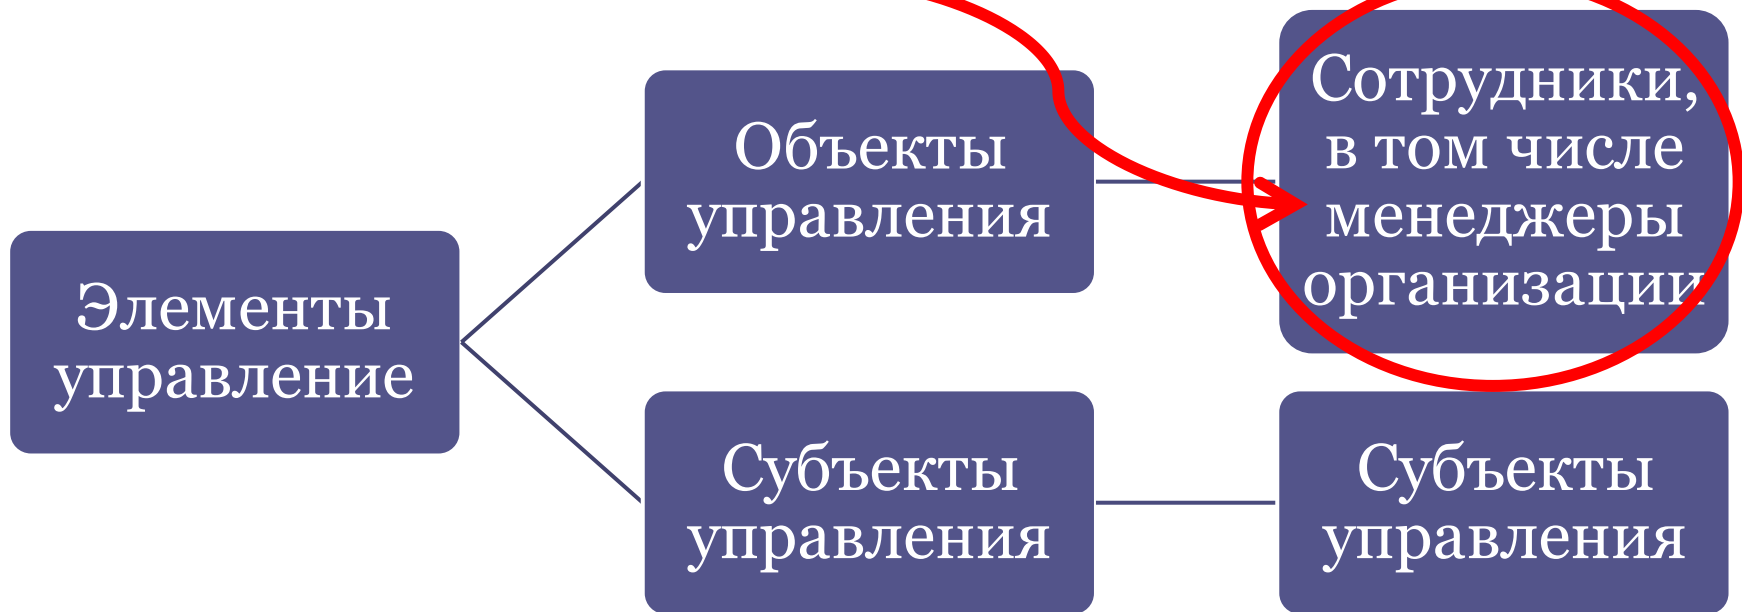 Элементы
управление
Объекты
управления
Сотрудники,
в том числе
менеджеры
организации
Субъекты
управления
Субъекты
управления